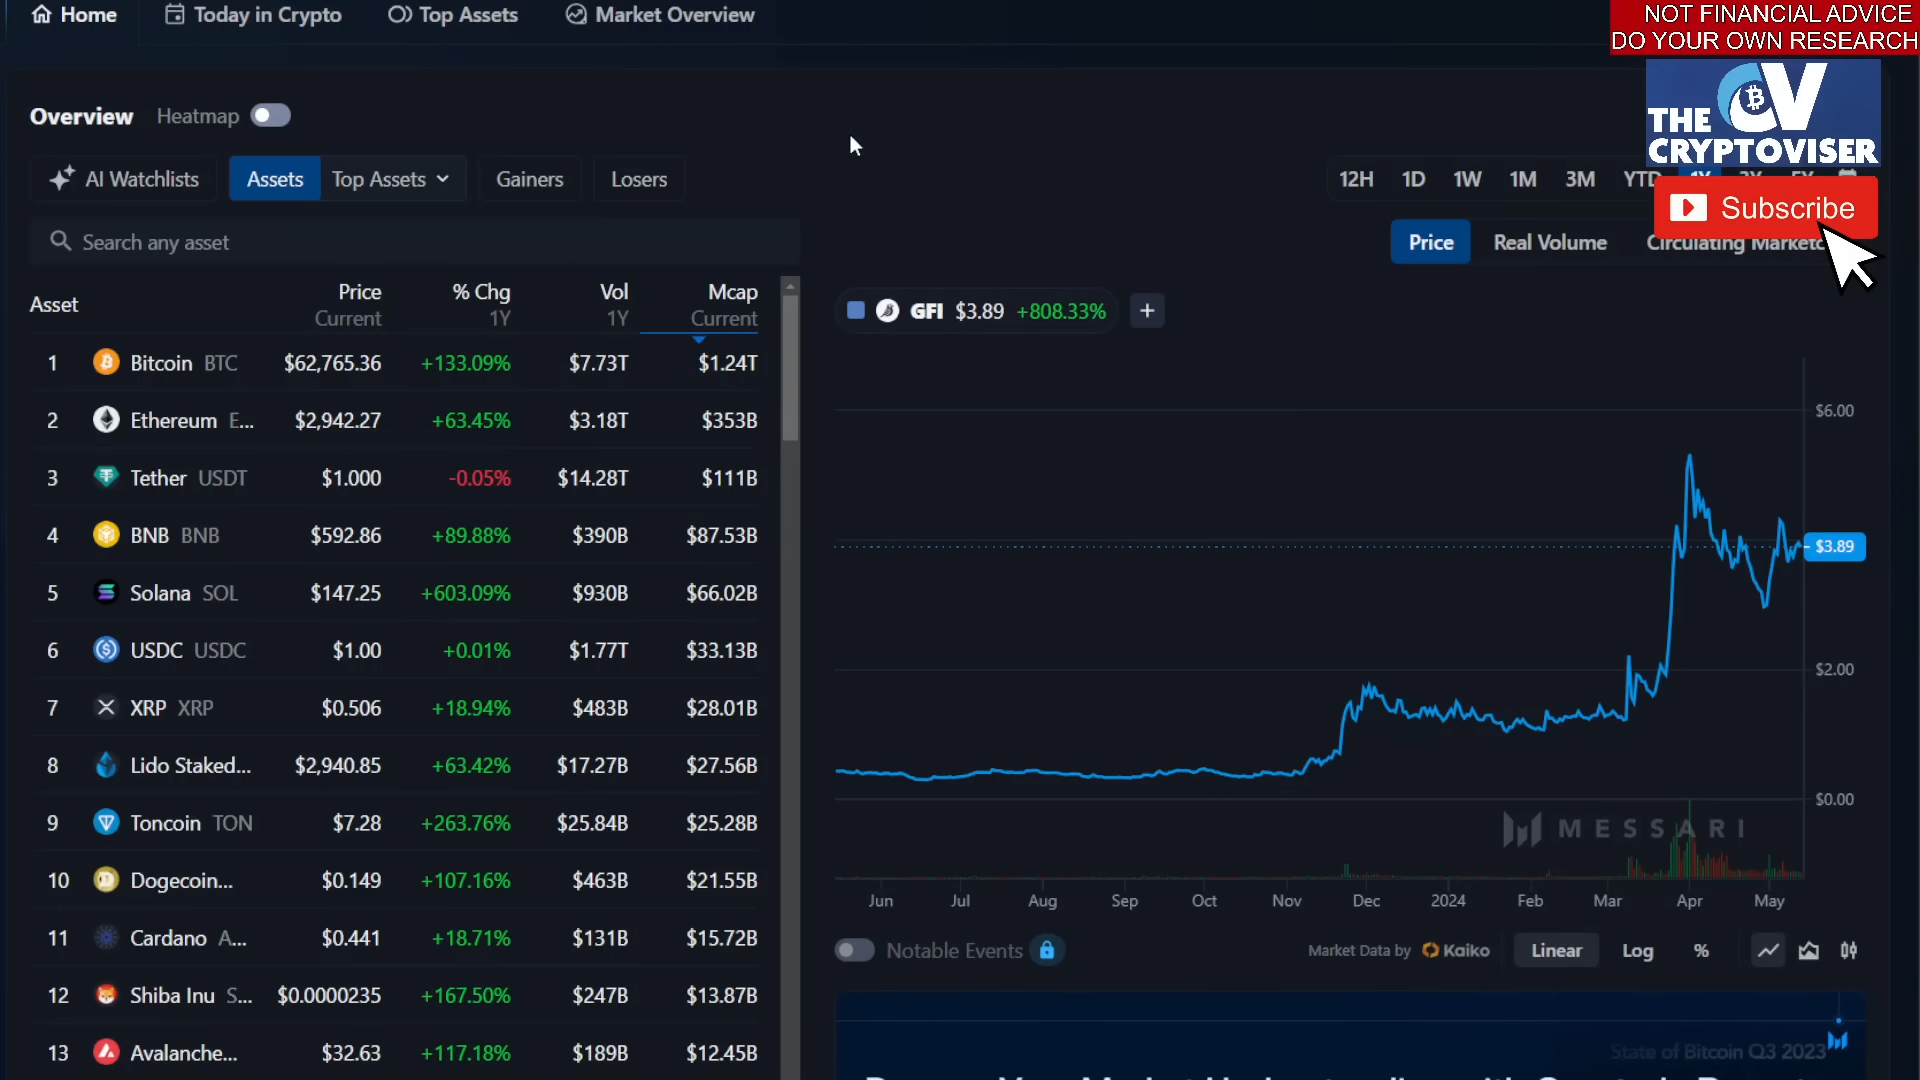 Home
Today in Crypto
Top Assets
Market Overview
NOT FINANCIAL ADVICE
DO YOUR OWN RESEARCH
THE CV
CRYPTOVISER
Overview
Heatmap
AI Watchlists
Assets
Top Assets
Gainers
Losers
12H 1D 1W 1M 3M YTD 1Y
Subscribe
Search any asset
Price
Real Volume
Circulating Marketc
Asset
Price Current
% Chg 1Y
Vol 1Y
Mcap Current
GFI $3.89 +808.33% +
1 Bitcoin BTC $62,765.36 +133.09% $7.73T $1.24T
2 Ethereum E... $2,942.27 +63.45% $3.18T $353B
3 Tether USDT $1.000 -0.05% $14.28T $111B
4 BNB BNB $592.86 +89.88% $390B $87.53B
5 Solana SOL $147.25 +603.09% $930B $66.02B
6 USDC USDC $1.00 +0.01% $1.77T $33.13B
7 XRP XRP $0.506 +18.94% $483B $28.01B
8 Lido Staked... $2,940.85 +63.42% $17.27B $27.56B
9 Toncoin TON $7.28 +263.76% $25.84B $25.28B
10 Dogecoin... $0.149 +107.16% $463B $21.55B
11 Cardano A... $0.441 +18.71% $131B $15.72B
12 Shiba Inu S... $0.0000235 +167.50% $247B $13.87B
13 Avalanche... $32.63 +117.18% $189B $12.45B
$6.00
$3.89
$2.00
$0.00
MESSARI
Jun Jul Aug Sep Oct Nov Dec 2024 Feb Mar Apr May
Notable Events
Market Data by Kaiko
Linear
Log
%
State of Bitcoin Q3 2023